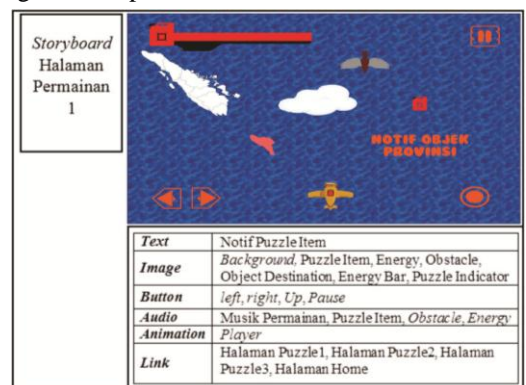 Storyboard
Halaman
Permainan
1
NOTIF OBJEK
PROVINSI
Text
Notif Puzzle Item
Image
Background, Puzzle Item, Energy, Obstacle,
Object Destination, Energy Bar, Puzzle Indicator
Button
left, right, Up, Pause
Audio
Musik Permainan, Puzzle Item, Obstacle, Energy
Animation
Player
Link
Halaman Puzzle1, Halaman Puzzle2, Halaman
Puzzle3, Halaman Home